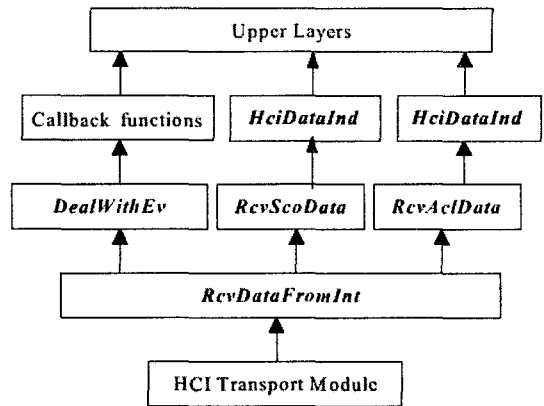 Upper Layers
Callback functions
HciDataInd
HciDataInd
DealWithEv
RcvScoData
RcvAclData
RcvDataFromInt
HCI Transport Module